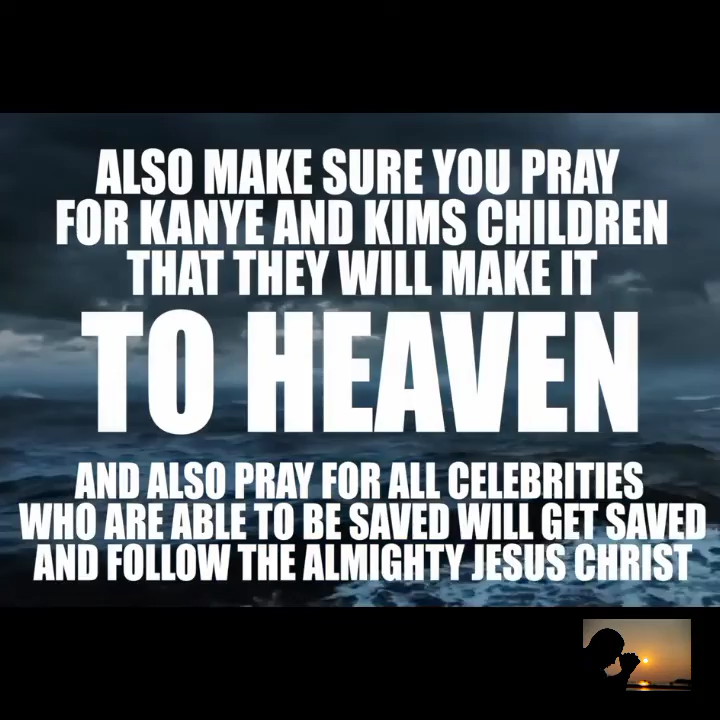 ALSO MAKE SURE YOU PRAY
FOR KANYE AND KIMS CHILDREN
THAT THEY WILL MAKE IT
TO HEAVEN
AND ALSO PRAY FOR ALL CELEBRITIES
WHO ARE ABLE TO BE SAVED WILL GET SAVED
AND FOLLOW THE ALMIGHTY JESUS CHRIST